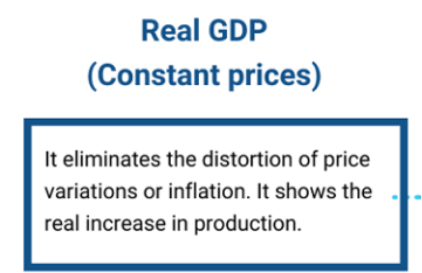 Real GDP
(Constant prices)
It eliminates the distortion of price
variations or inflation. It shows the
real increase in production.